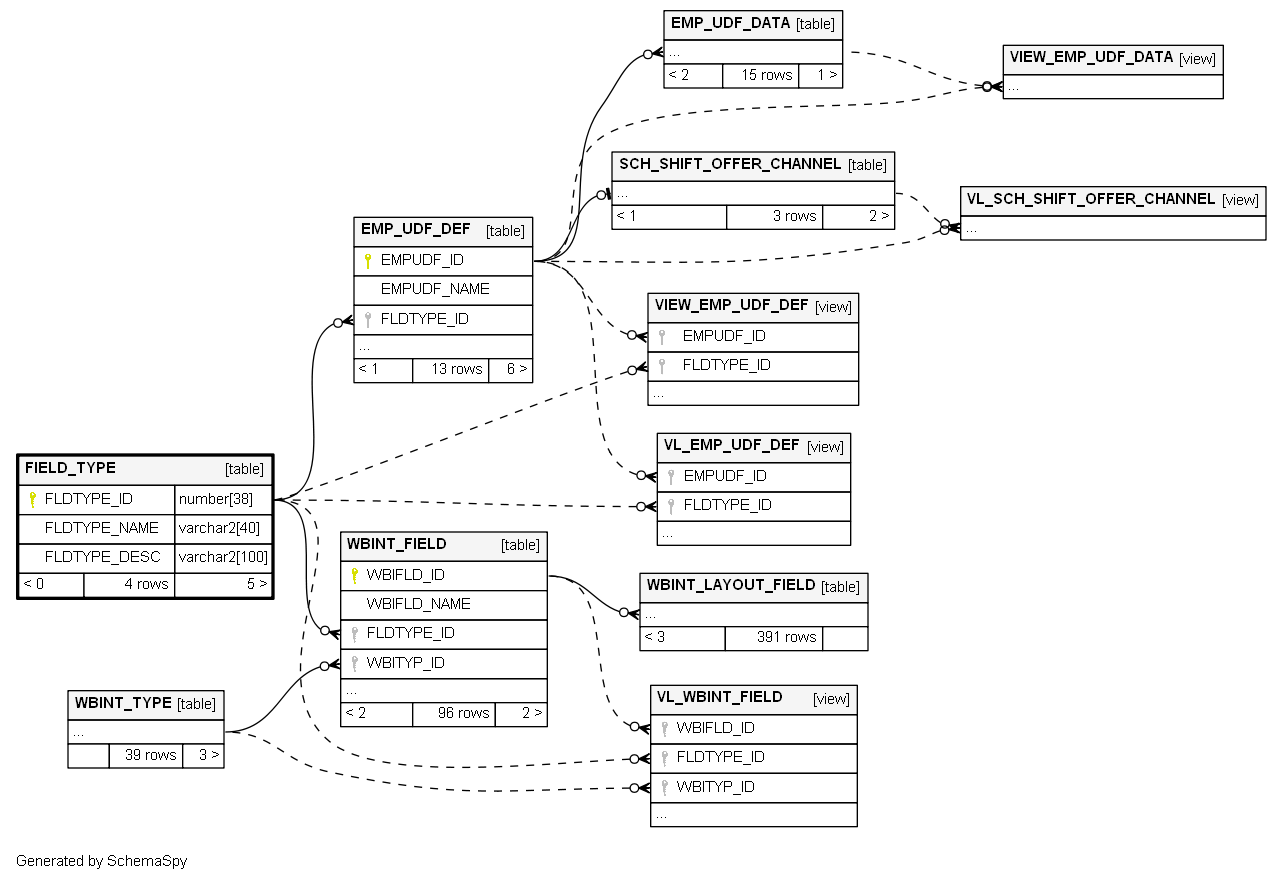 EMP_UDF_DATA [table]
...
< 2 15 rows 1 >
VIEW_EMP_UDF_DATA [view]
...
SCH_SHIFT_OFFER_CHANNEL [table]
...
< 1 3 rows 2 >
VL_SCH_SHIFT_OFFER_CHANNEL [view]
...
EMP_UDF_DEF [table]
EMPUDF_ID
EMPUDF_NAME
FLDTYPE_ID
...
< 1 13 rows 6 >
VIEW_EMP_UDF_DEF [view]
EMPUDF_ID
FLDTYPE_ID
...
VL_EMP_UDF_DEF [view]
EMPUDF_ID
FLDTYPE_ID
...
FIELD_TYPE [table]
FLDTYPE_ID number[38]
FLDTYPE_NAME varchar2[40]
FLDTYPE_DESC varchar2[100]
< 0 4 rows 5 >
WBINT_FIELD [table]
WBIFLD_ID
WBIFLD_NAME
FLDTYPE_ID
WBITYP_ID
...
< 2 96 rows 2 >
WBINT_LAYOUT_FIELD [table]
...
< 3 391 rows
WBINT_TYPE [table]
...
39 rows 3 >
VL_WBINT_FIELD [view]
WBIFLD_ID
FLDTYPE_ID
WBITYP_ID
...
Generated by SchemaSpy